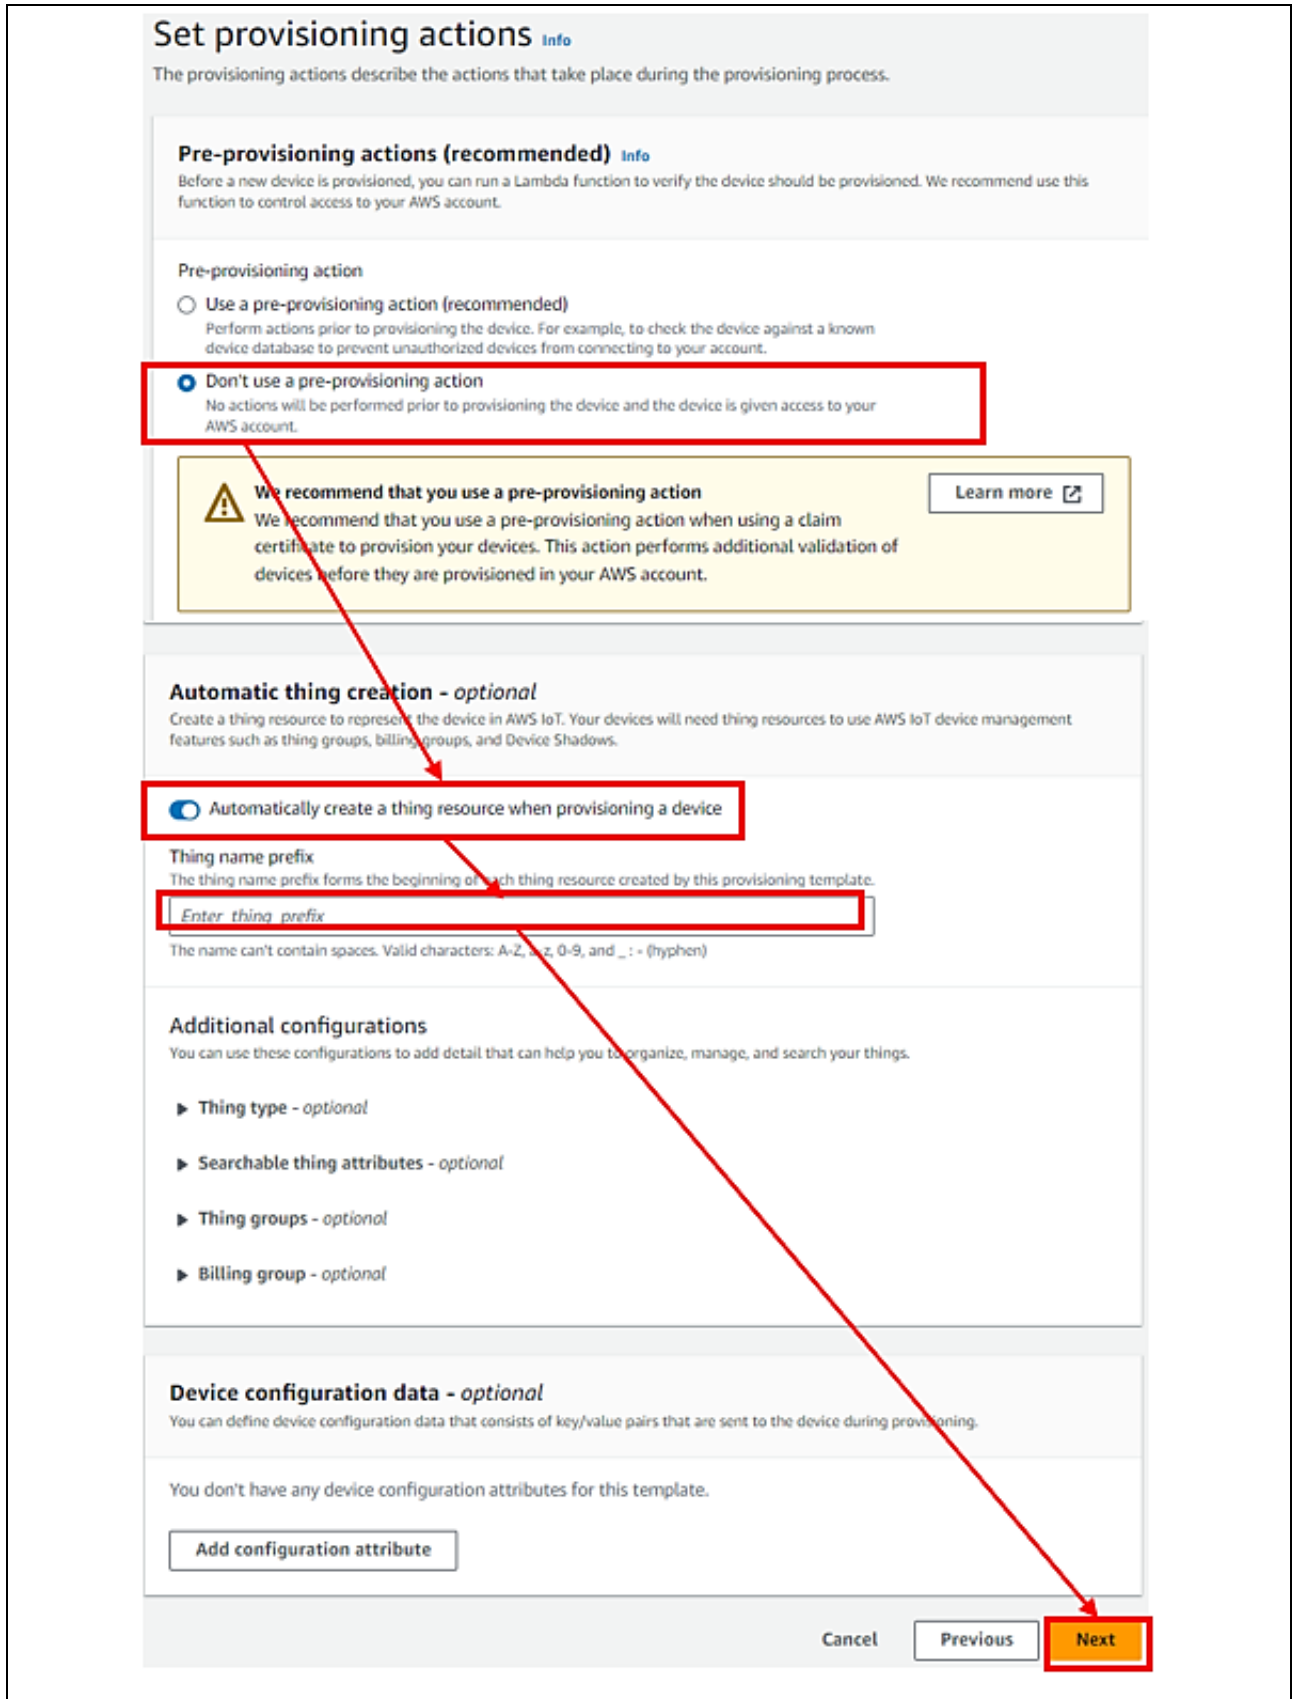 Set provisioning actions Info
The provisioning actions describe the actions that take place during the provisioning process.
Pre-provisioning actions (recommended) Info
Before a new device is provisioned, you can run a Lambda function to verify the device should be provisioned. We recommend use this
function to control access to your AWS account.
Pre-provisioning action
Use a pre-provisioning action (recommended)
Perform actions prior to provisioning the device. For example, to check the device against a known
device database to prevent unauthorized devices from connecting to your account.
Don't use a pre-provisioning action
No actions will be performed prior to provisioning the device and the device is given access to your
AWS account.
We recommend that you use a pre-provisioning action
Learn more
We recommend that you use a pre-provisioning action when using a claim
certificate to provision your devices. This action performs additional validation of
devices before they are provisioned in your AWS account.
Automatic thing creation - optional
Create a thing resource to represent the device in AWS IoT. Your devices will need thing resources to use AWS IoT device management
features such as thing groups, billing groups, and Device Shadows.
Automatically create a thing resource when provisioning a device
Thing name prefix
The thing name prefix forms the beginning of each thing resource created by this provisioning template.
Enter_thing_prefix
The name can't contain spaces. Valid characters: A-Z, a-z, 0-9, and _ : - (hyphen)
Additional configurations
You can use these configurations to add detail that can help you to organize, manage, and search your things.
Thing type - optional
Searchable thing attributes - optional
Thing groups - optional
Billing group - optional
Device configuration data - optional
You can define device configuration data that consists of key/value pairs that are sent to the device during provisioning.
You don't have any device configuration attributes for this template.
Add configuration attribute
Cancel
Previous
Next